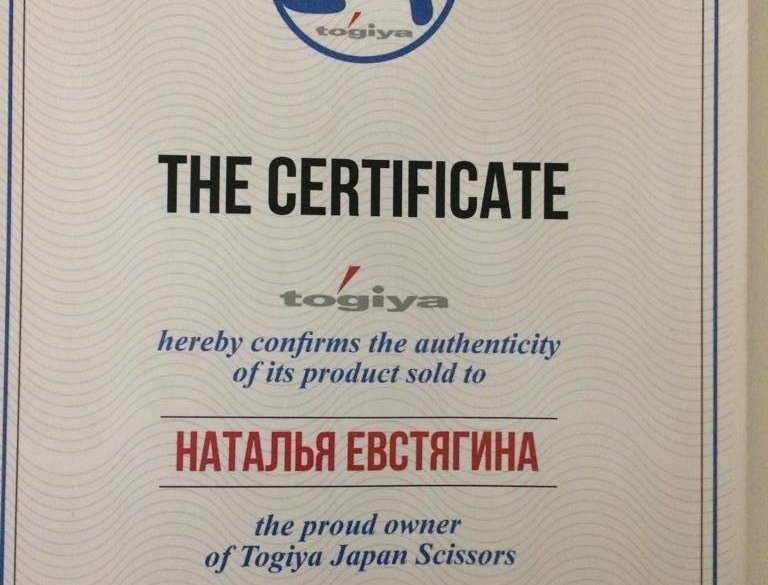 togiya
THE CERTIFICATE
togiya
hereby confirms the authenticity
of its product sold to
НАТАЛЬЯ ЕВСТЯГИНА
the proud owner
of Togiya Japan Scissors